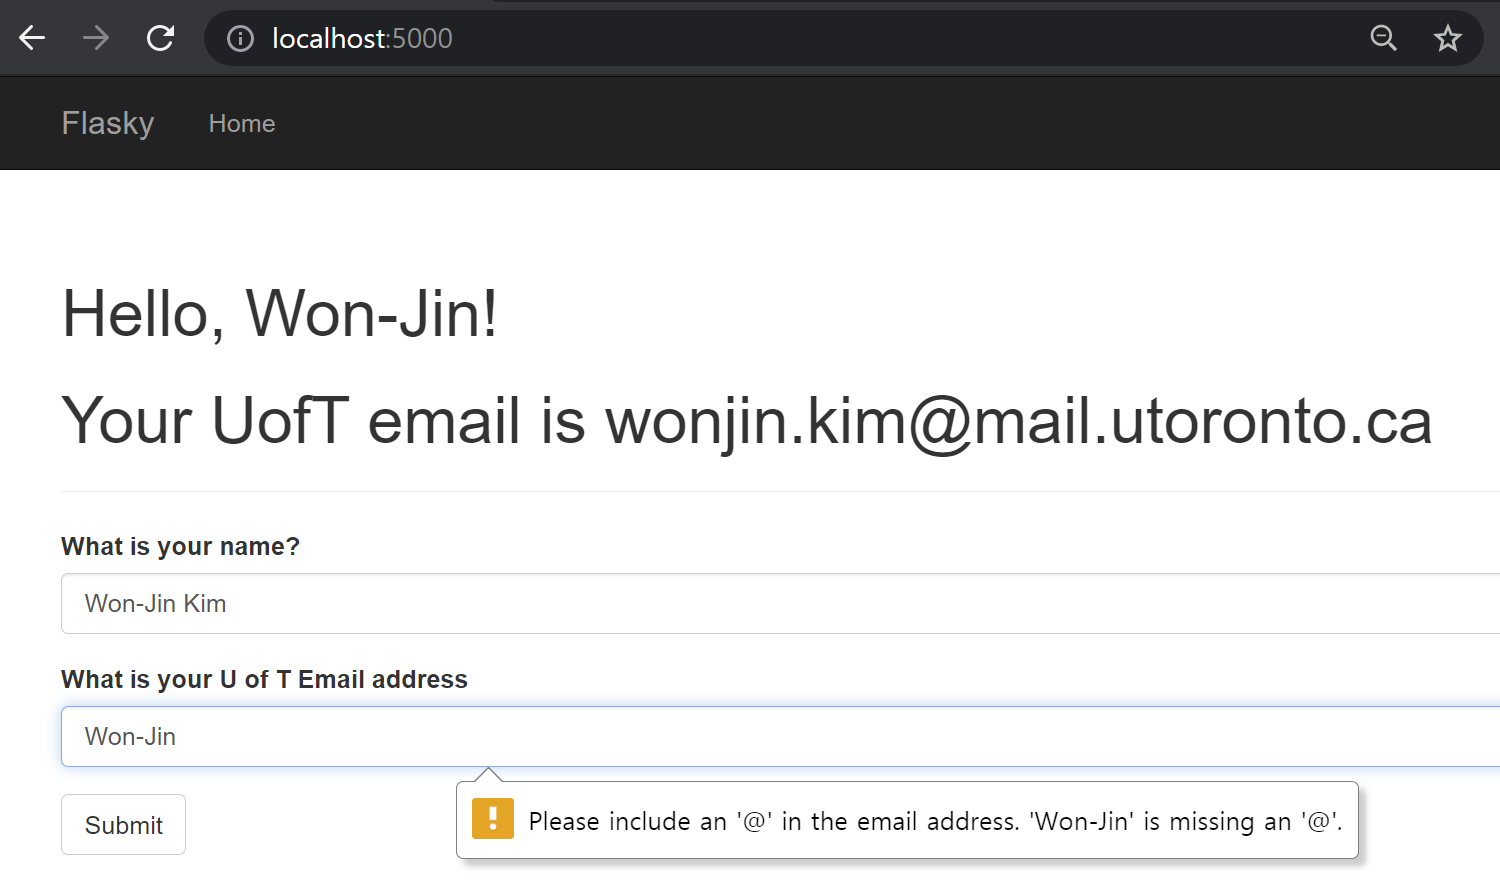 localhost:5000
Flasky Home
Hello, Won-Jin!
Your UofT email is wonjin.kim@mail.utoronto.ca
What is your name?
Won-Jin Kim
What is your U of T Email address
Won-Jin
Submit
Please include an '@' in the email address. 'Won-Jin' is missing an '@'.